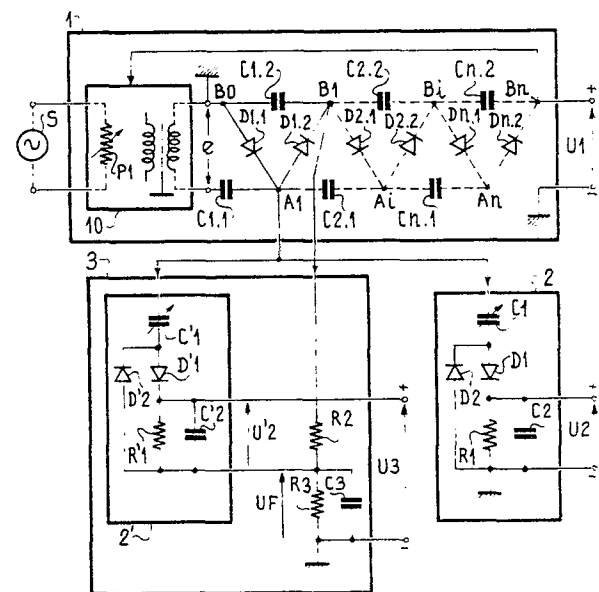 1
C1.2 C2.2 Cn.2
B0 B1 Bi Bn
+
S
D1.1 D1.2 D2.1 D2.2 Dn.1 Dn.2
e
U1
P1
10
C1.1 A1 C2.1 Ai Cn.1 An
-
3 2
C'1 C1
D'1 D1
D'2 D2
+ +
R'1 C'2 U'2 R2 U3 R1 C2 U2
R3 C3
UF
-
2'
-